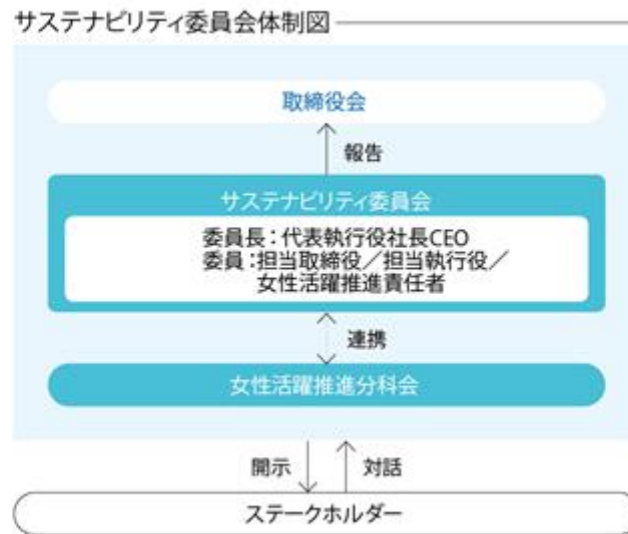 サステナビリティ委員会体制図
取締役会
報告
サステナビリティ委員会
委員長：代表執行役社長CEO
委員：担当取締役／担当執行役／
女性活躍推進責任者
連携
女性活躍推進分科会
開示
対話
ステークホルダー